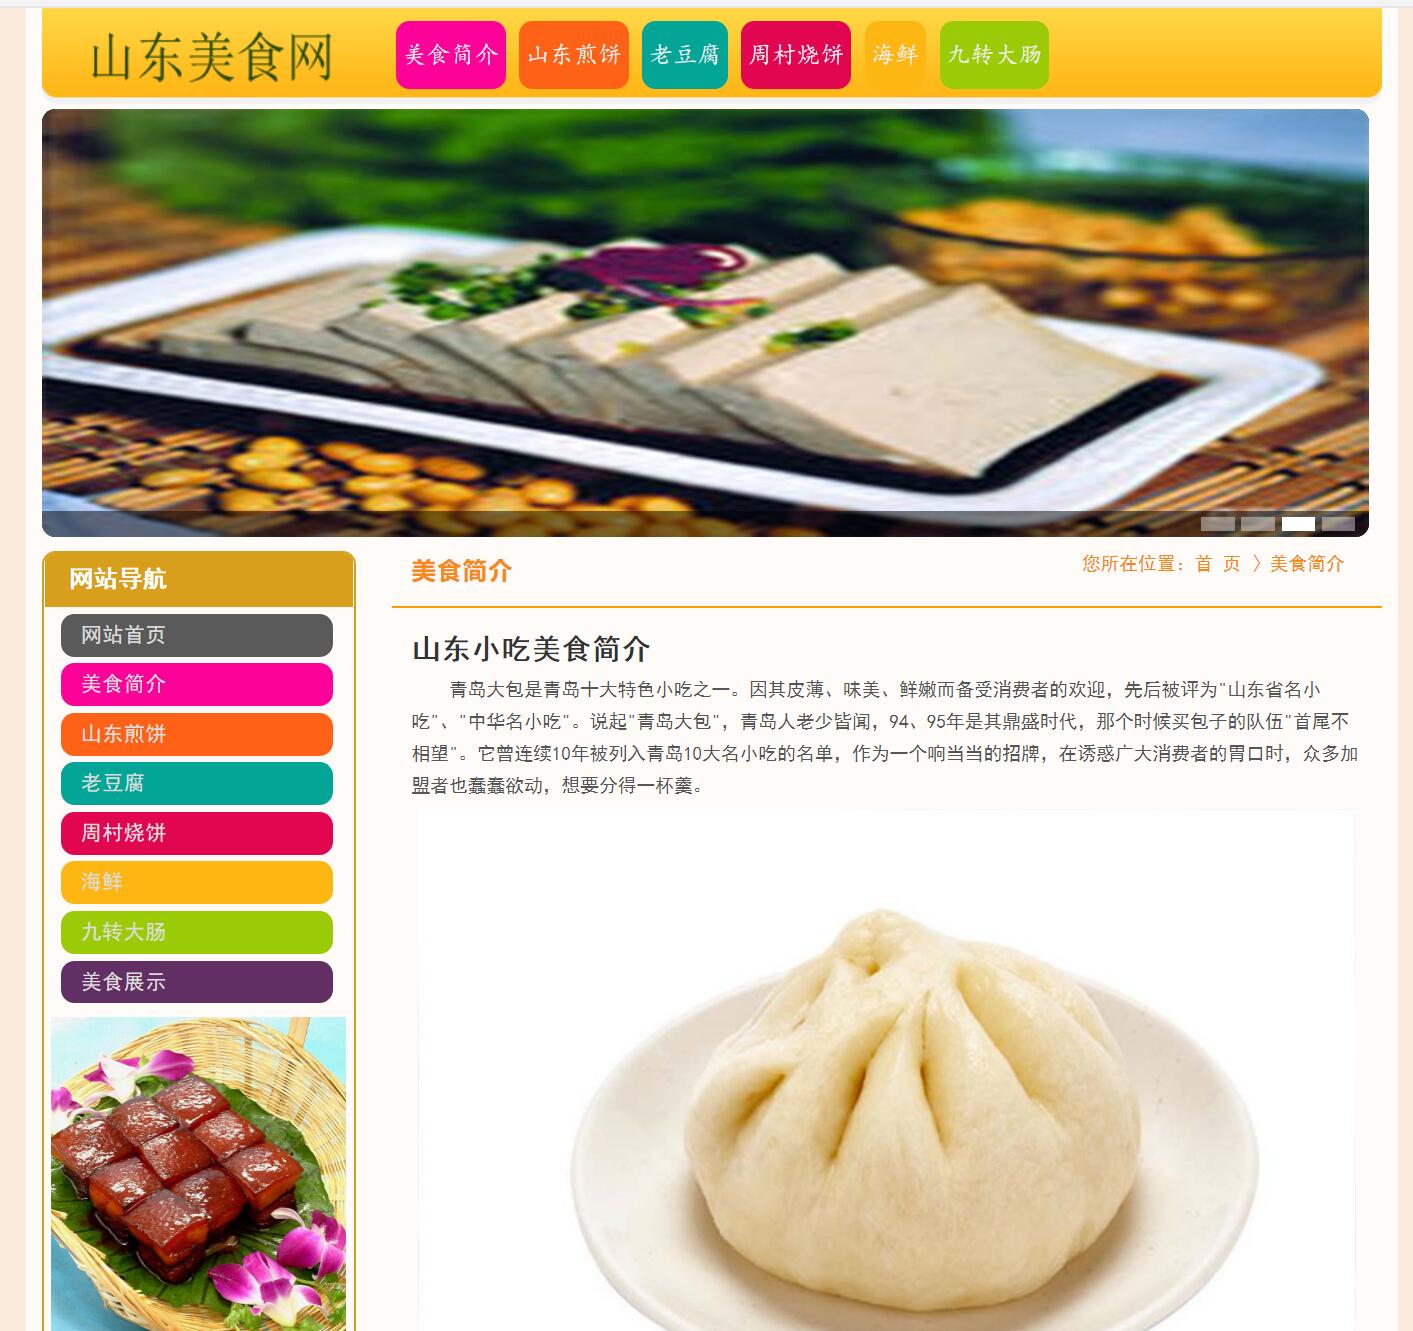 山东美食网
美食简介
山东煎饼
老豆腐
周村烧饼
海鲜
九转大肠
网站导航
网站首页
美食简介
山东煎饼
老豆腐
周村烧饼
海鲜
九转大肠
美食展示
美食简介
您所在位置：首 页 〉美食简介
山东小吃美食简介
青岛大包是青岛十大特色小吃之一。因其皮薄、味美、鲜嫩而备受消费者的欢迎，先后被评为"山东省名小
吃"、"中华名小吃"。说起"青岛大包"，青岛人老少皆闻，94、95年是其鼎盛时代，那个时候买包子的队伍"首尾不
相望"。它曾连续10年被列入青岛10大名小吃的名单，作为一个响当当的招牌，在诱惑广大消费者的胃口时，众多加
盟者也蠢蠢欲动，想要分得一杯羹。